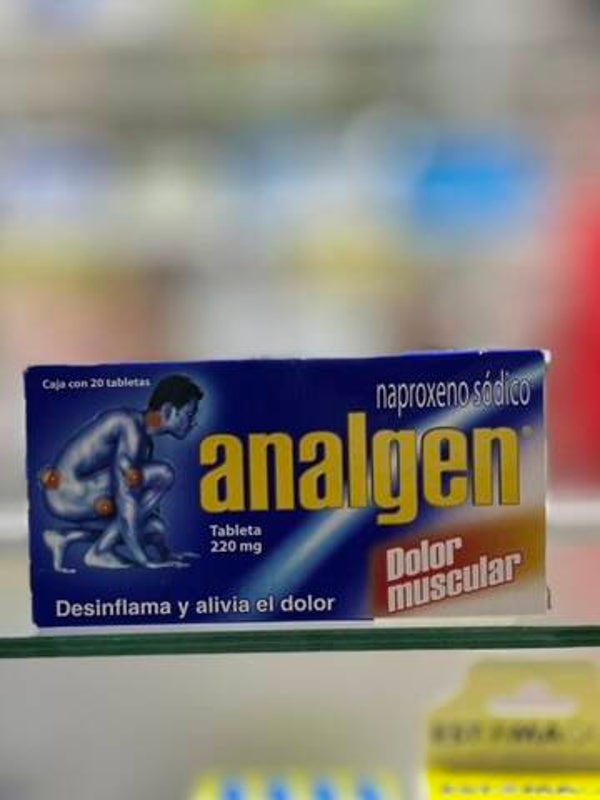 Caja con 20 tabletas
naproxeno sódico
analgen
Tableta
220 mg
Dolor
muscular
Desinflama y alivia el dolor